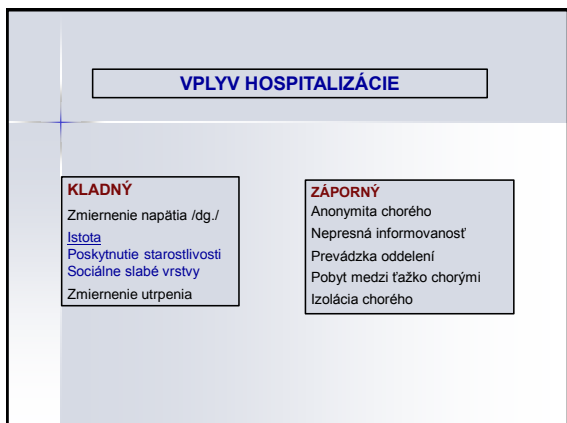 VPLYV HOSPITALIZÁCIE
KLADNÝ
Zmiernenie napätia /dg./
Istota
Poskytnutie starostlivosti
Sociálne slabé vrstvy
Zmiernenie utrpenia
ZÁPORNÝ
Anonymita chorého
Nepresná informovanosť
Prevádzka oddelení
Pobyt medzi ťažko chorými
Izolácia chorého